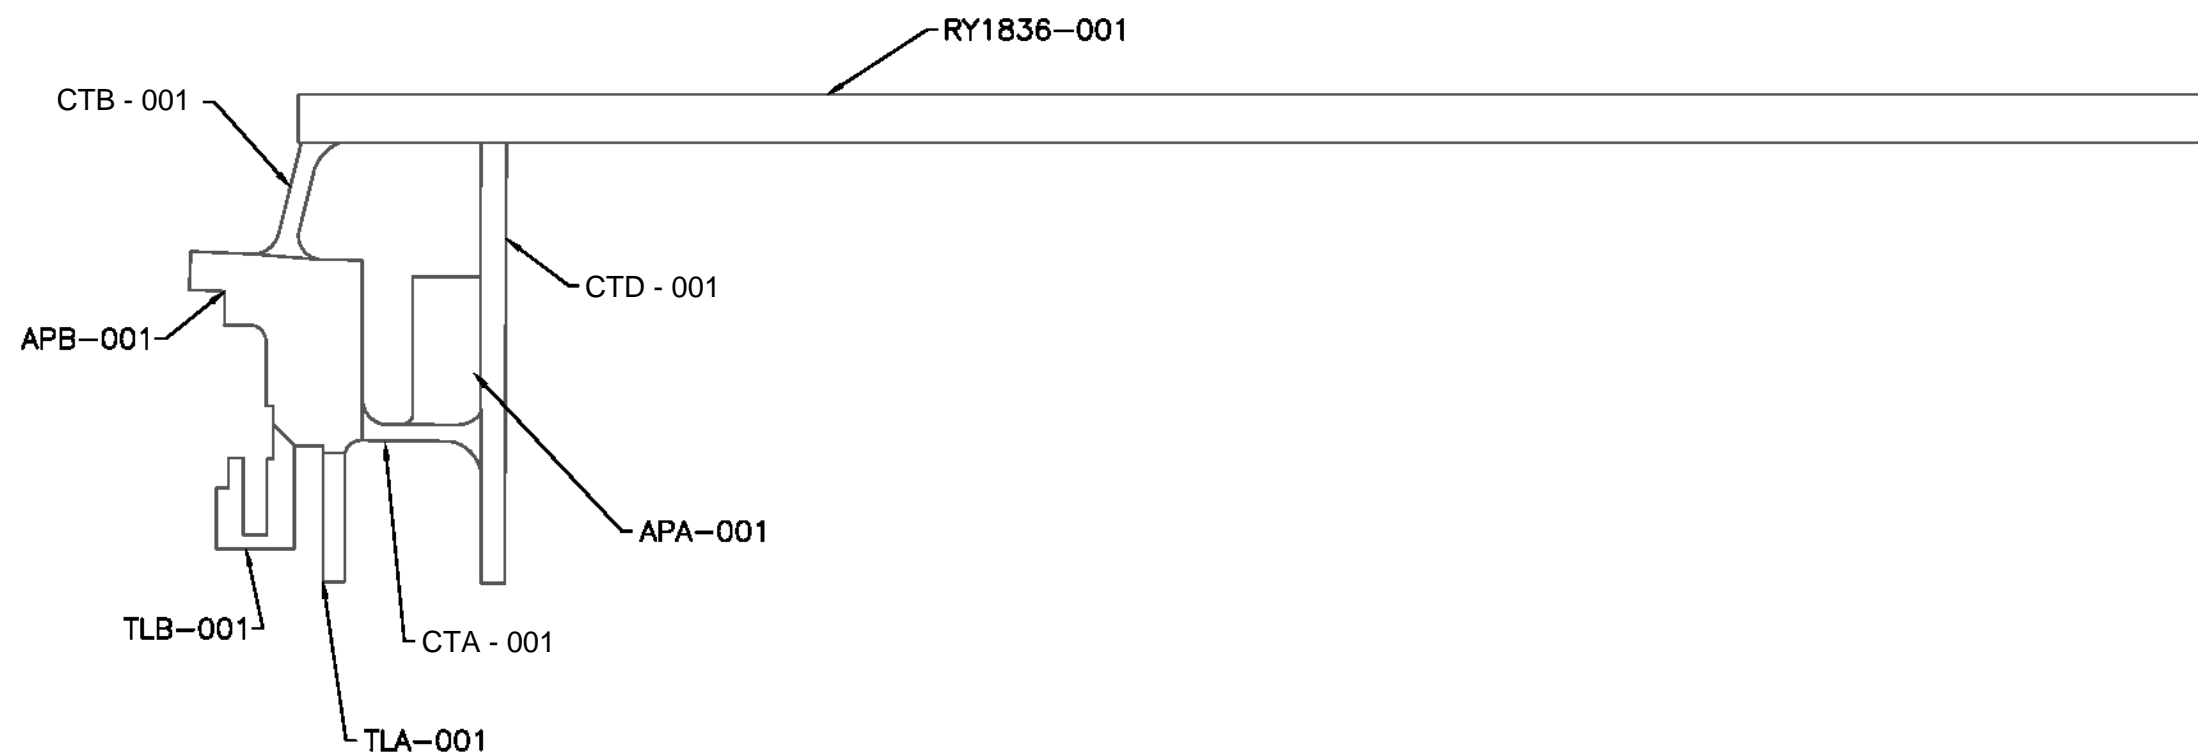 RY1836-001
CTB - 001
CTD - 001
APB-001
APA-001
TLB-001
CTA - 001
TLA-001